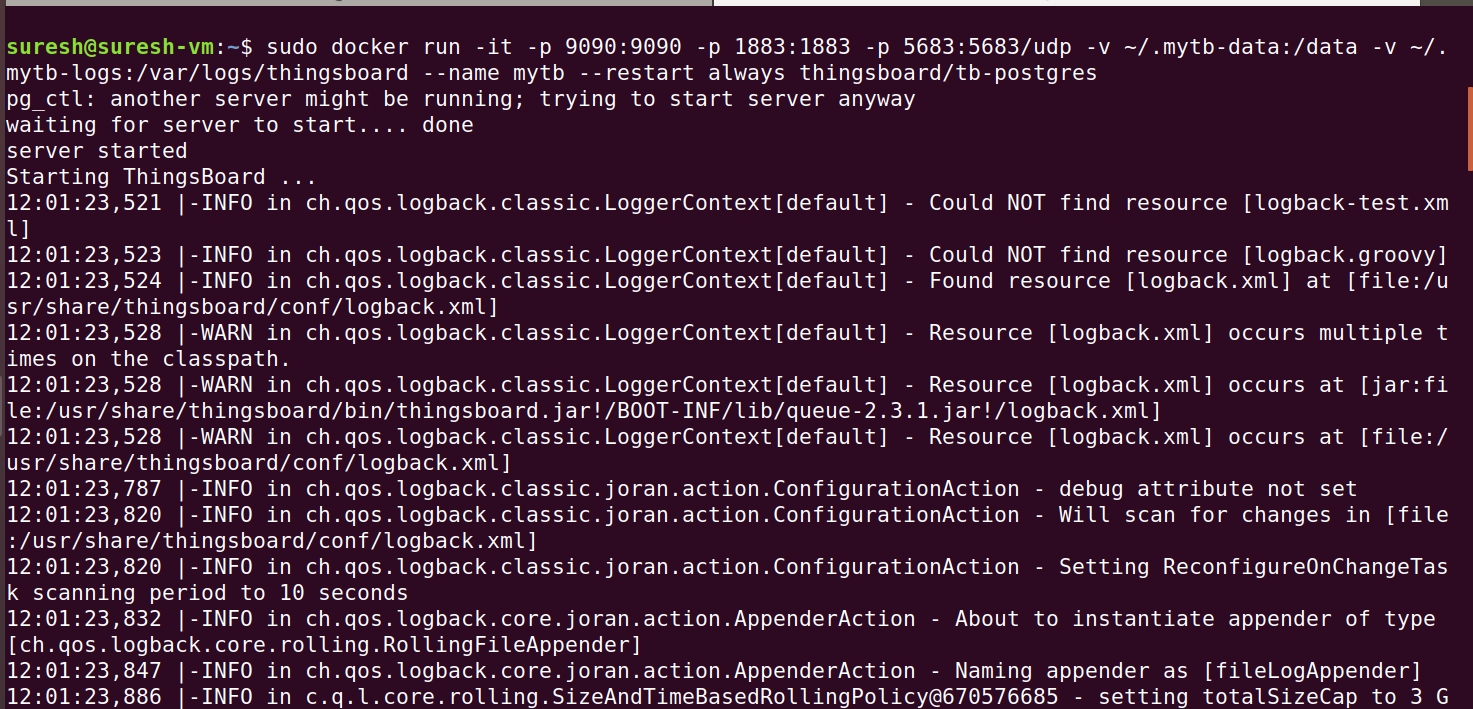 suresh@suresh-vm:~$ sudo docker run -it -p 9090:9090 -p 1883:1883 -p 5683:5683/udp -v ~/.mytb-data:/data -v ~/.
mytb-logs:/var/logs/thingsboard --name mytb --restart always thingsboard/tb-postgres
pg_ctl: another server might be running; trying to start server anyway
waiting for server to start.... done
server started
Starting ThingsBoard ...
12:01:23,521 |-INFO in ch.qos.logback.classic.LoggerContext[default] - Could NOT find resource [logback-test.xm
l]
12:01:23,523 |-INFO in ch.qos.logback.classic.LoggerContext[default] - Could NOT find resource [logback.groovy]
12:01:23,524 |-INFO in ch.qos.logback.classic.LoggerContext[default] - Found resource [logback.xml] at [file:/u
sr/share/thingsboard/conf/logback.xml]
12:01:23,528 |-WARN in ch.qos.logback.classic.LoggerContext[default] - Resource [logback.xml] occurs multiple t
imes on the classpath.
12:01:23,528 |-WARN in ch.qos.logback.classic.LoggerContext[default] - Resource [logback.xml] occurs at [jar:fi
le:/usr/share/thingsboard/bin/thingsboard.jar!/BOOT-INF/lib/queue-2.3.1.jar!/logback.xml]
12:01:23,528 |-WARN in ch.qos.logback.classic.LoggerContext[default] - Resource [logback.xml] occurs at [file:/
usr/share/thingsboard/conf/logback.xml]
12:01:23,787 |-INFO in ch.qos.logback.classic.joran.action.ConfigurationAction - debug attribute not set
12:01:23,820 |-INFO in ch.qos.logback.classic.joran.action.ConfigurationAction - Will scan for changes in [file
:/usr/share/thingsboard/conf/logback.xml]
12:01:23,820 |-INFO in ch.qos.logback.classic.joran.action.ConfigurationAction - Setting ReconfigureOnChangeTas
k scanning period to 10 seconds
12:01:23,832 |-INFO in ch.qos.logback.core.joran.action.AppenderAction - About to instantiate appender of type
[ch.qos.logback.core.rolling.RollingFileAppender]
12:01:23,847 |-INFO in ch.qos.logback.core.joran.action.AppenderAction - Naming appender as [fileLogAppender]
12:01:23,886 |-INFO in c.q.l.core.rolling.SizeAndTimeBasedRollingPolicy@670576685 - setting totalSizeCap to 3 G